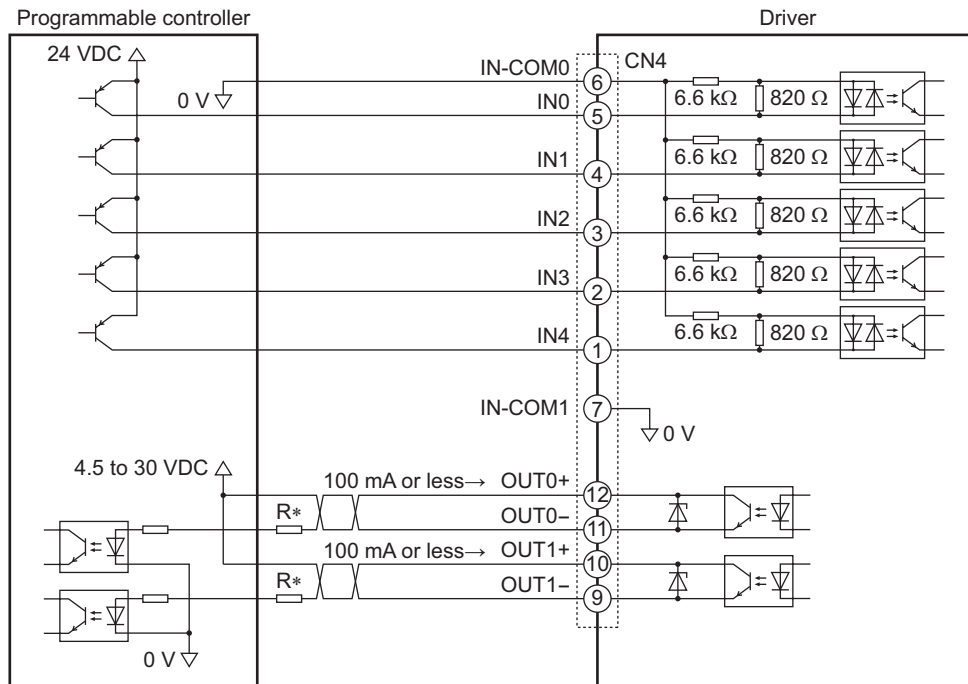 Programmable controller
Driver
24 VDC
IN-COM0
6
CN4
0 V
IN0
5
6.6 kΩ
820 Ω
IN1
4
6.6 kΩ
820 Ω
IN2
3
6.6 kΩ
820 Ω
IN3
2
6.6 kΩ
820 Ω
IN4
1
6.6 kΩ
820 Ω
IN-COM1
7
0 V
4.5 to 30 VDC
100 mA or less→
OUT0+
12
R*
OUT0−
11
100 mA or less→
OUT1+
10
R*
OUT1−
9
0 V